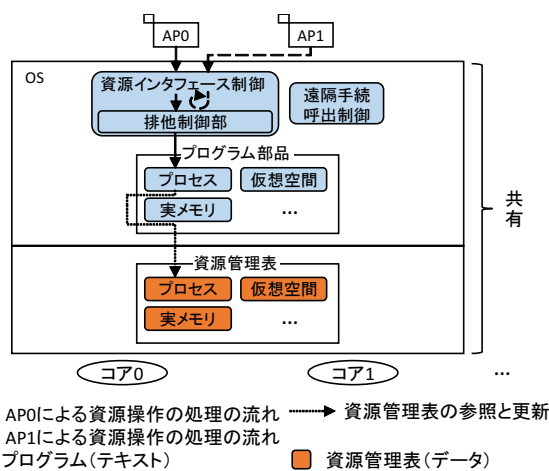 AP0
AP1
OS
資源インタフェース制御
排他制御部
遠隔手続
呼出制御
プログラム部品
プロセス
仮想空間
実メモリ
...
共有
資源管理表
プロセス
仮想空間
実メモリ
...
コア0
コア1
...
AP0による資源操作の処理の流れ
資源管理表の参照と更新
AP1による資源操作の処理の流れ
プログラム(テキスト)
資源管理表(データ)